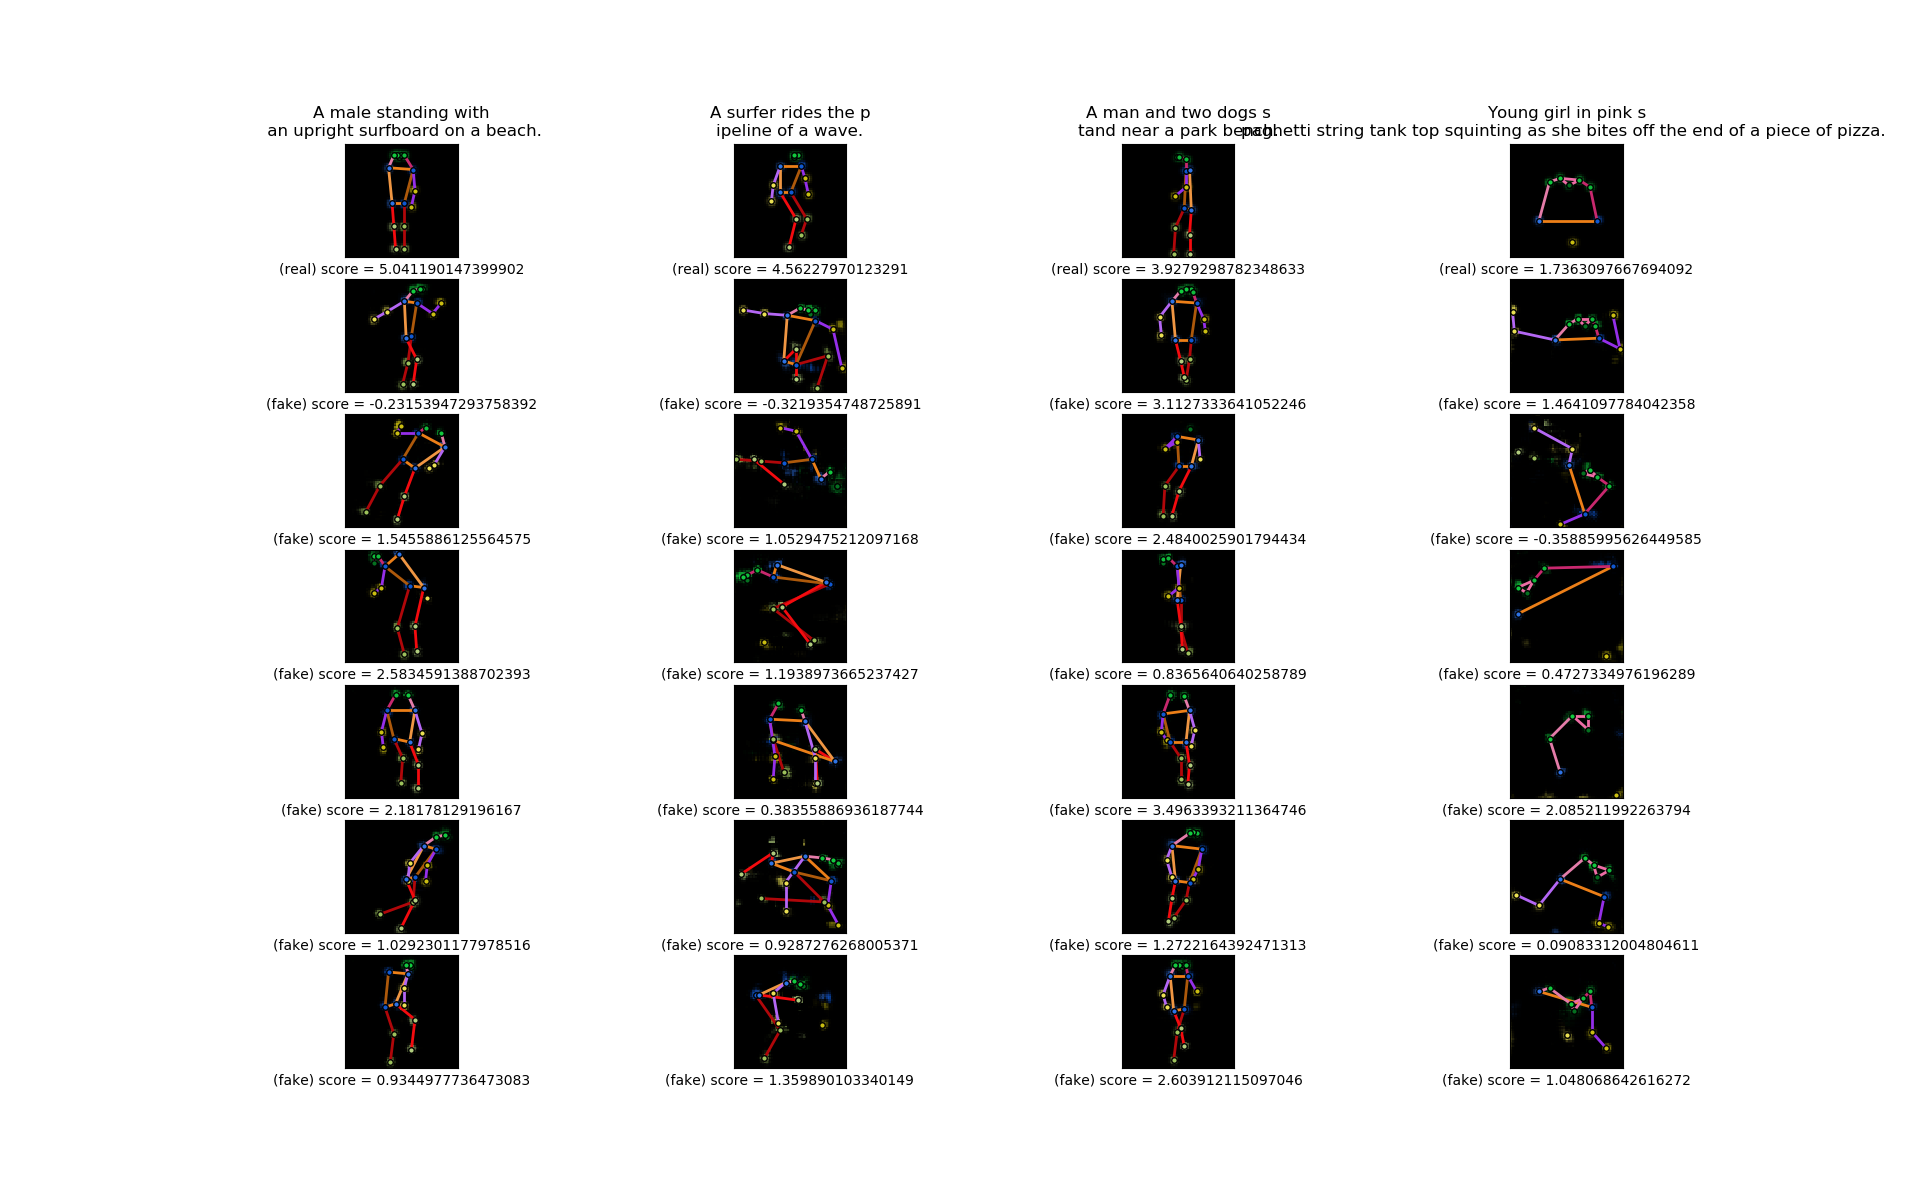 A male standing with
an upright surfboard on a beach.
A surfer rides the p
ipeline of a wave.
A man and two dogs s
tand near a park bench.
Young girl in pink s
paghetti string tank top squinting as she bites off the end of a piece of pizza.
(real) score = 5.041190147399902
(real) score = 4.56227970123291
(real) score = 3.9279298782348633
(real) score = 1.7363097667694092
(fake) score = -0.23153947293758392
(fake) score = -0.3219354748725891
(fake) score = 3.1127333641052246
(fake) score = 1.4641097784042358
(fake) score = 1.5455886125564575
(fake) score = 1.0529475212097168
(fake) score = 2.4840025901794434
(fake) score = -0.35885995626449585
(fake) score = 2.5834591388702393
(fake) score = 1.1938973665237427
(fake) score = 0.8365640640258789
(fake) score = 0.4727334976196289
(fake) score = 2.18178129196167
(fake) score = 0.38355886936187744
(fake) score = 3.4963393211364746
(fake) score = 2.085211992263794
(fake) score = 1.0292301177978516
(fake) score = 0.9287276268005371
(fake) score = 1.2722164392471313
(fake) score = 0.09083312004804611
(fake) score = 0.9344977736473083
(fake) score = 1.359890103340149
(fake) score = 2.603912115097046
(fake) score = 1.048068642616272